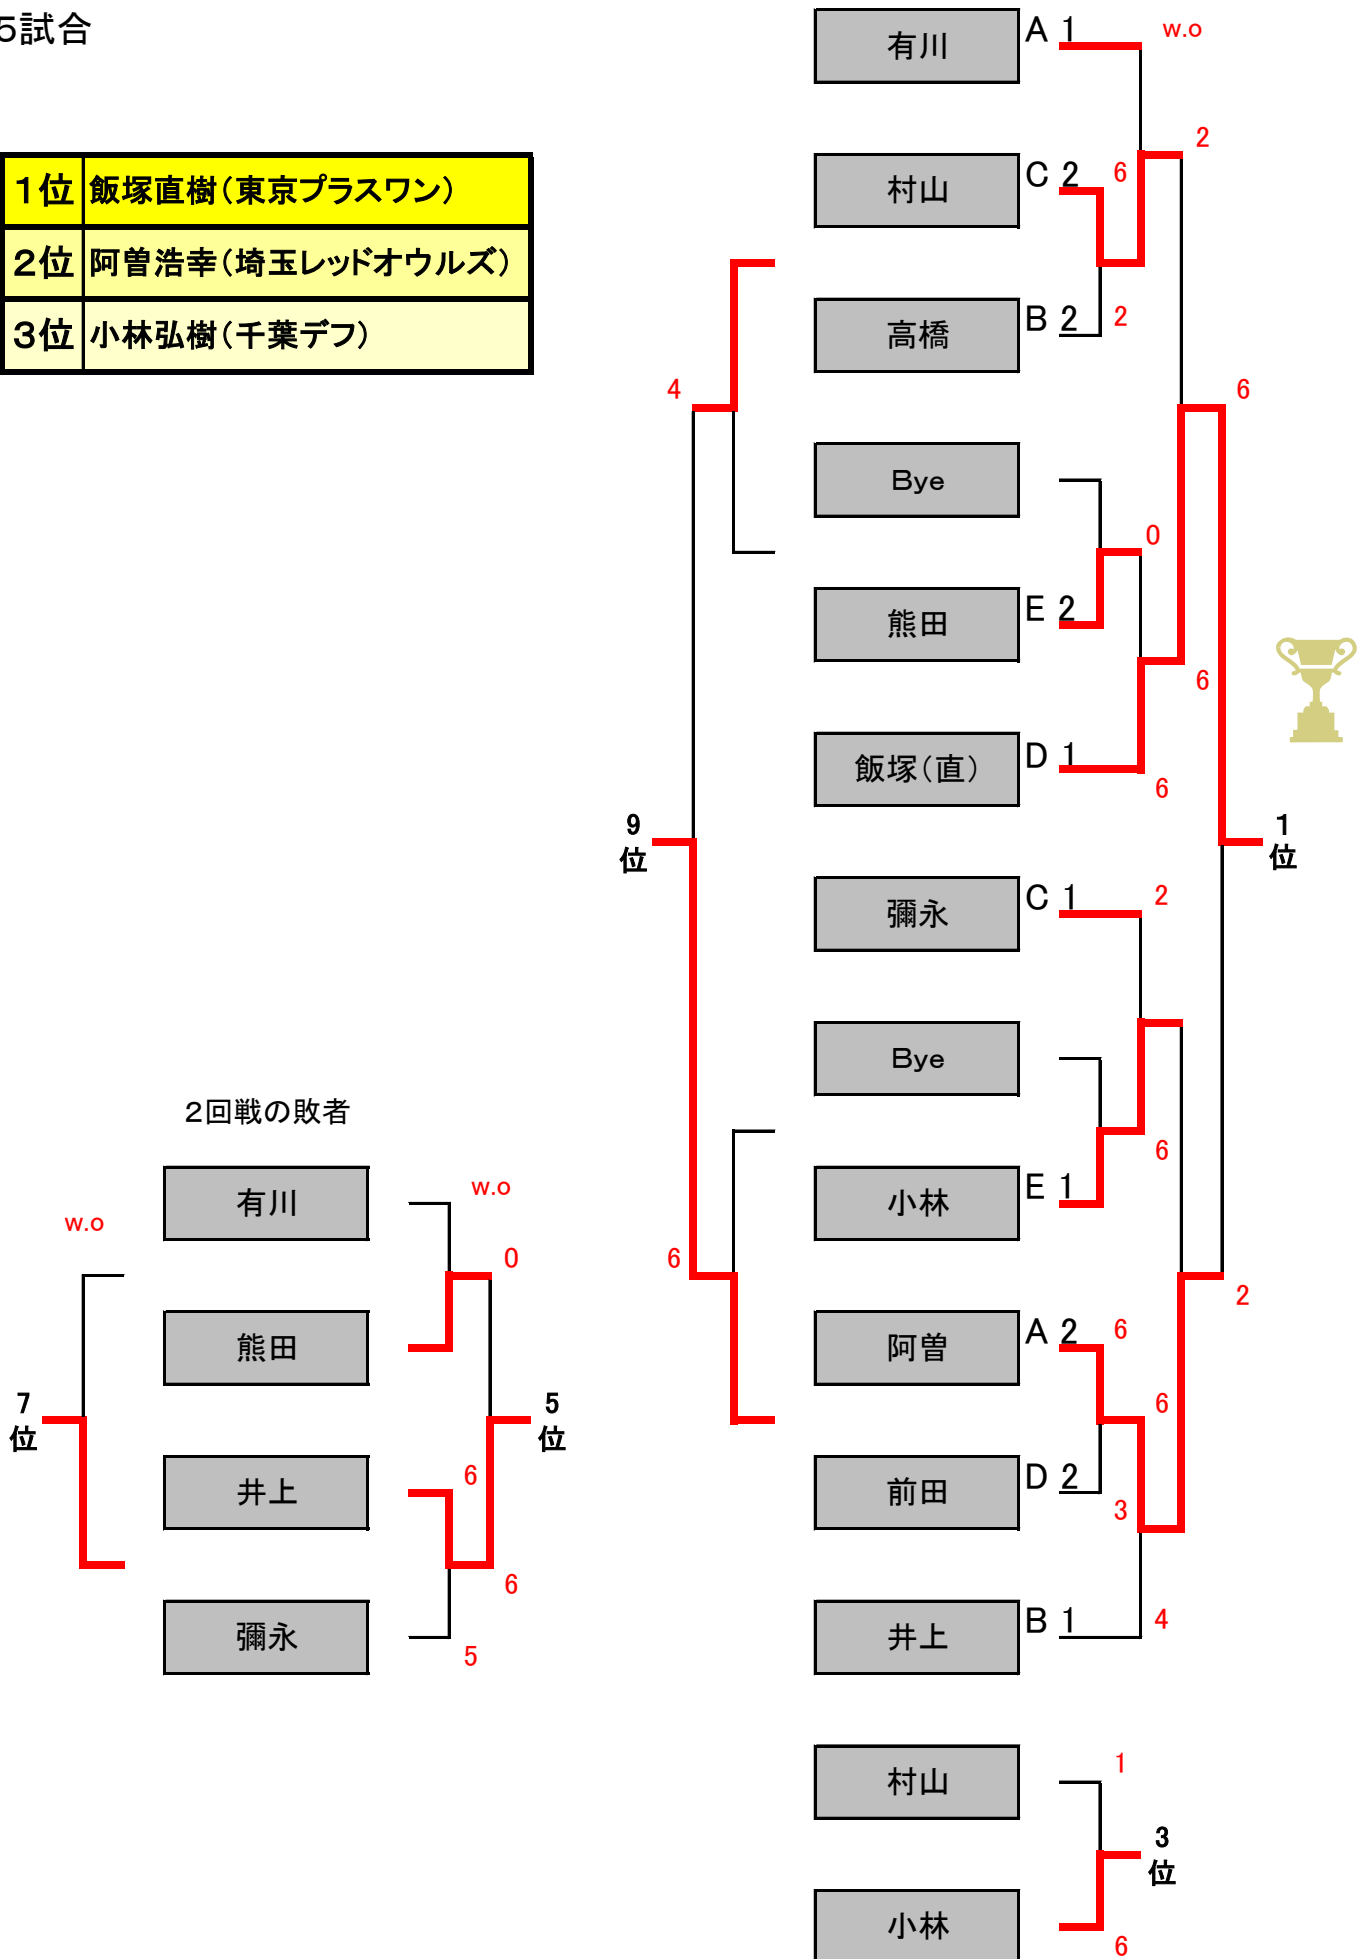 5試合
1位 飯塚直樹(東京プラスワン)
2位 阿曽浩幸(埼玉レッドオウルズ)
3位 小林弘樹(千葉デフ)
有川 A 1 w.o
2
村山 C 2 6
高橋 B 2 2
4
6
Bye
0
熊田 E 2
6
飯塚(直) D 1 6
9位
1位
彌永 C 1 2
Bye
6
小林 E 1
6
2
阿曽 A 2 6
6
前田 D 2 3
井上 B 1 4
村山 1
3位
小林 6
2回戦の敗者
有川 w.o
w.o
0
熊田
7位
5位
井上 6
6
彌永 5